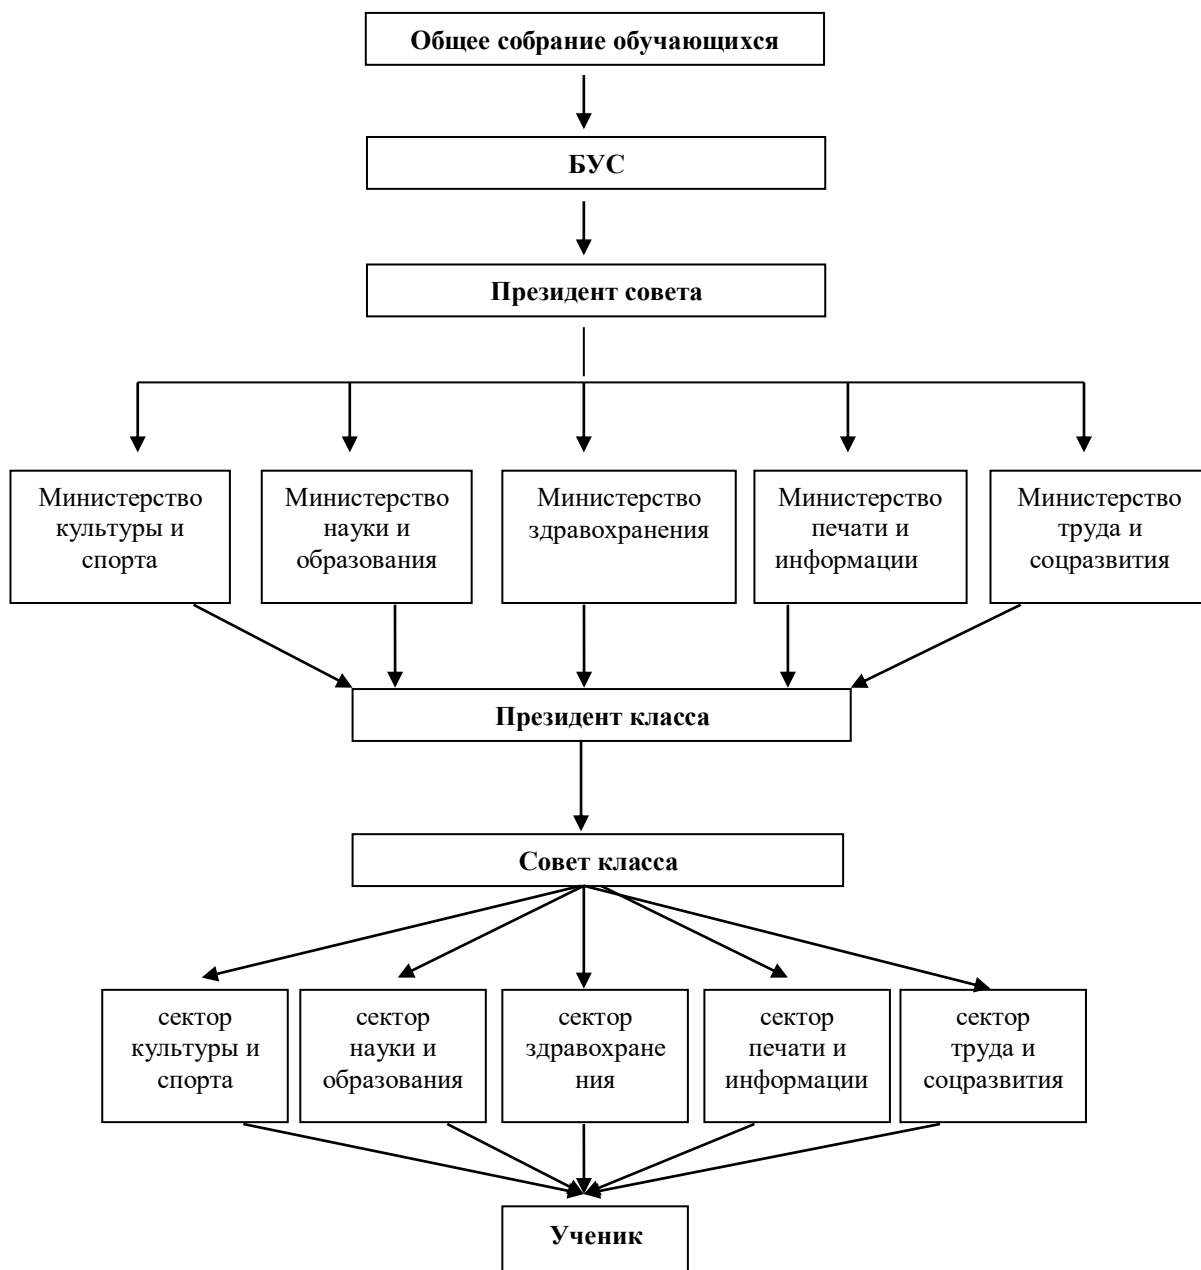 Общее собрание обучающихся
БУС
Президент совета
Министерство
культуры и
спорта
Министерство
науки и
образования
Министерство
здравохранения
Министерство
печати и
информации
Министерство
труда и
соцразвития
Президент класса
Совет класса
сектор
культуры и
спорта
сектор
науки и
образования
сектор
здравохране
ния
сектор
печати и
информации
сектор
труда и
соцразвития
Ученик